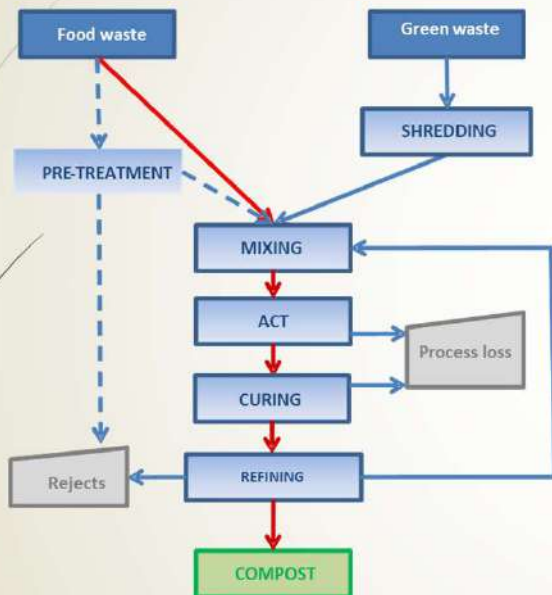 Food waste
Green waste
SHREDDING
PRE-TREATMENT
MIXING
ACT
Process loss
CURING
REFINING
Rejects
COMPOST